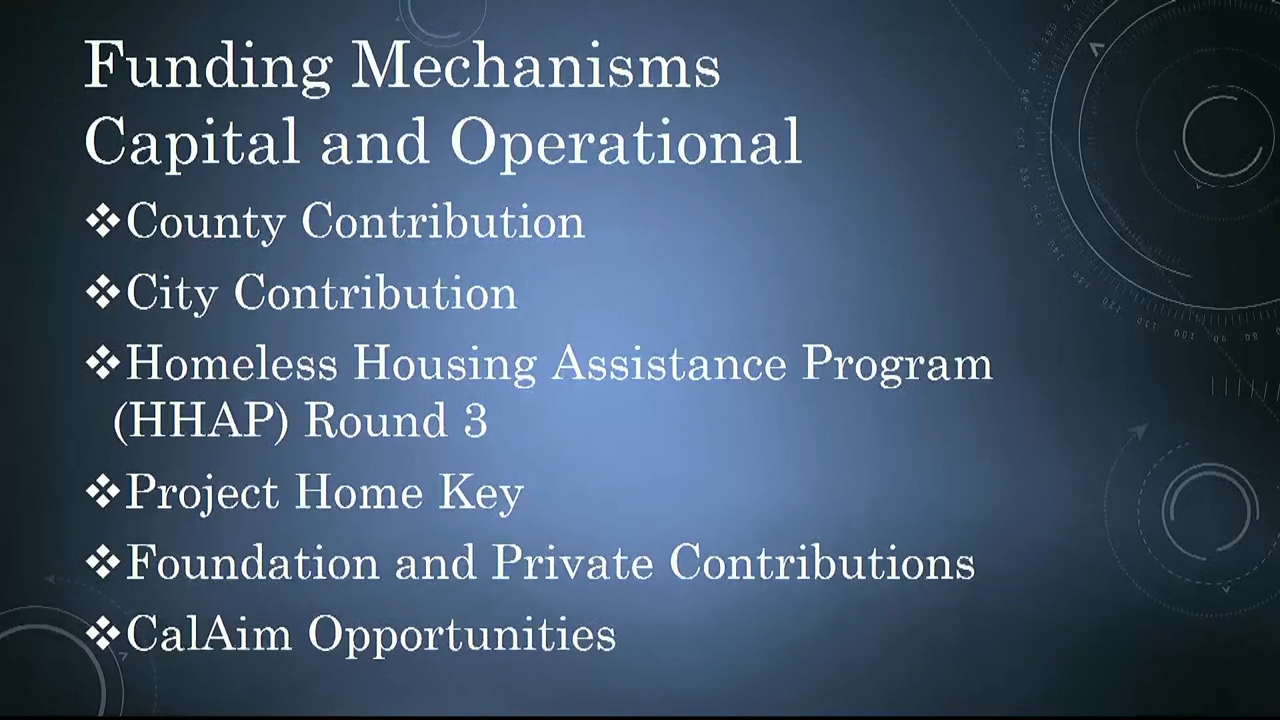 Funding Mechanisms
Capital and Operational
❖County Contribution
❖City Contribution
❖Homeless Housing Assistance Program
(HHAP) Round 3
❖Project Home Key
❖Foundation and Private Contributions
❖CalAim Opportunities